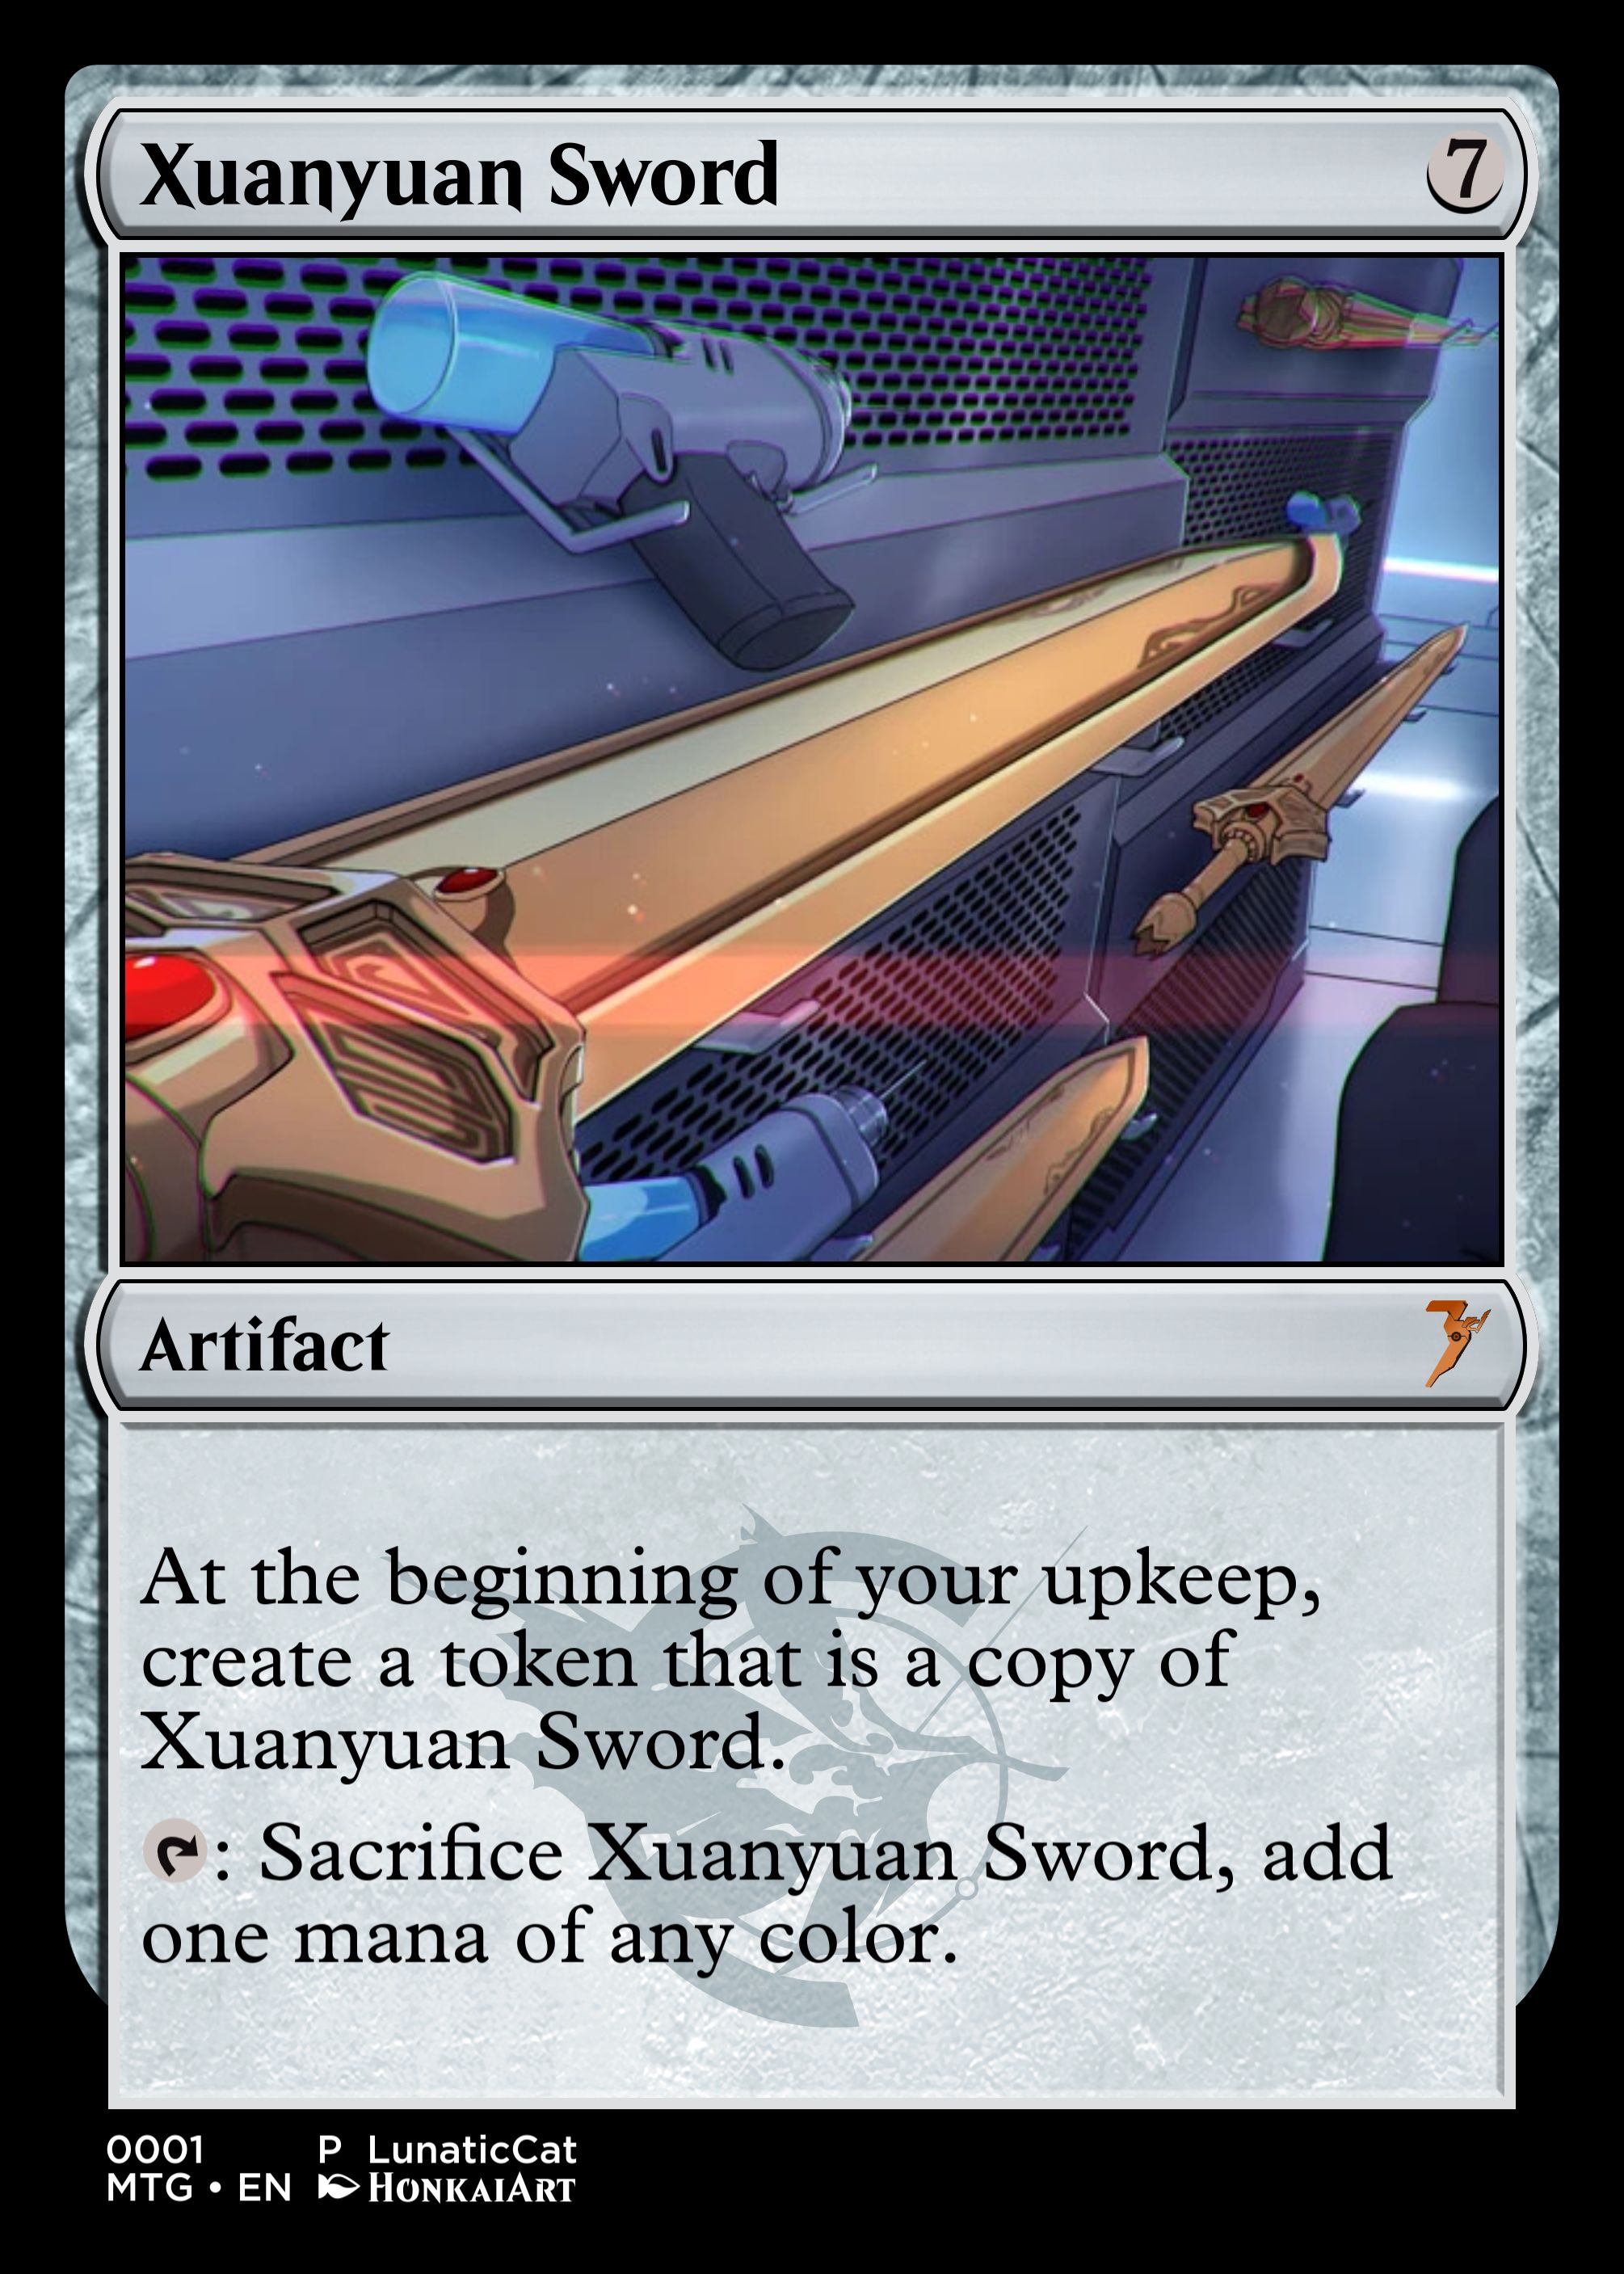 Xuanyuan Sword 7
Artifact
At the beginning of your upkeep,
create a token that is a copy of
Xuanyuan Sword.
: Sacrifice Xuanyuan Sword, add
one mana of any color.
0001 P LunaticCat
MTG • EN HonkaiArt